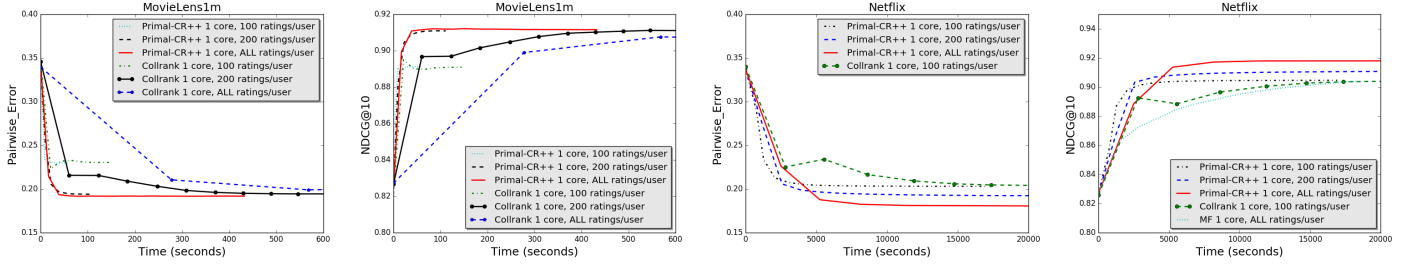 MovieLens1m
0.40
0.35
0.30
0.25
0.20
0.15
Pairwise_Error
Primal-CR++ 1 core, 100 ratings/user
Primal-CR++ 1 core, 200 ratings/user
Primal-CR++ 1 core, ALL ratings/user
Collrank 1 core, 100 ratings/user
Collrank 1 core, 200 ratings/user
Collrank 1 core, ALL ratings/user
0 100 200 300 400 500 600
Time (seconds)
MovieLens1m
0.92
0.90
0.88
0.86
0.84
0.82
0.80
NDCG@10
Primal-CR++ 1 core, 100 ratings/user
Primal-CR++ 1 core, 200 ratings/user
Primal-CR++ 1 core, ALL ratings/user
Collrank 1 core, 100 ratings/user
Collrank 1 core, 200 ratings/user
Collrank 1 core, ALL ratings/user
0 100 200 300 400 500 600
Time (seconds)
Netflix
0.40
0.35
0.30
0.25
0.20
0.15
Pairwise_Error
Primal-CR++ 1 core, 100 ratings/user
Primal-CR++ 1 core, 200 ratings/user
Primal-CR++ 1 core, ALL ratings/user
Collrank 1 core, 100 ratings/user
0 5000 10000 15000 20000
Time (seconds)
Netflix
0.94
0.92
0.90
0.88
0.86
0.84
0.82
0.80
NDCG@10
Primal-CR++ 1 core, 100 ratings/user
Primal-CR++ 1 core, 200 ratings/user
Primal-CR++ 1 core, ALL ratings/user
Collrank 1 core, 100 ratings/user
MF 1 core, ALL ratings/user
0 5000 10000 15000 20000
Time (seconds)